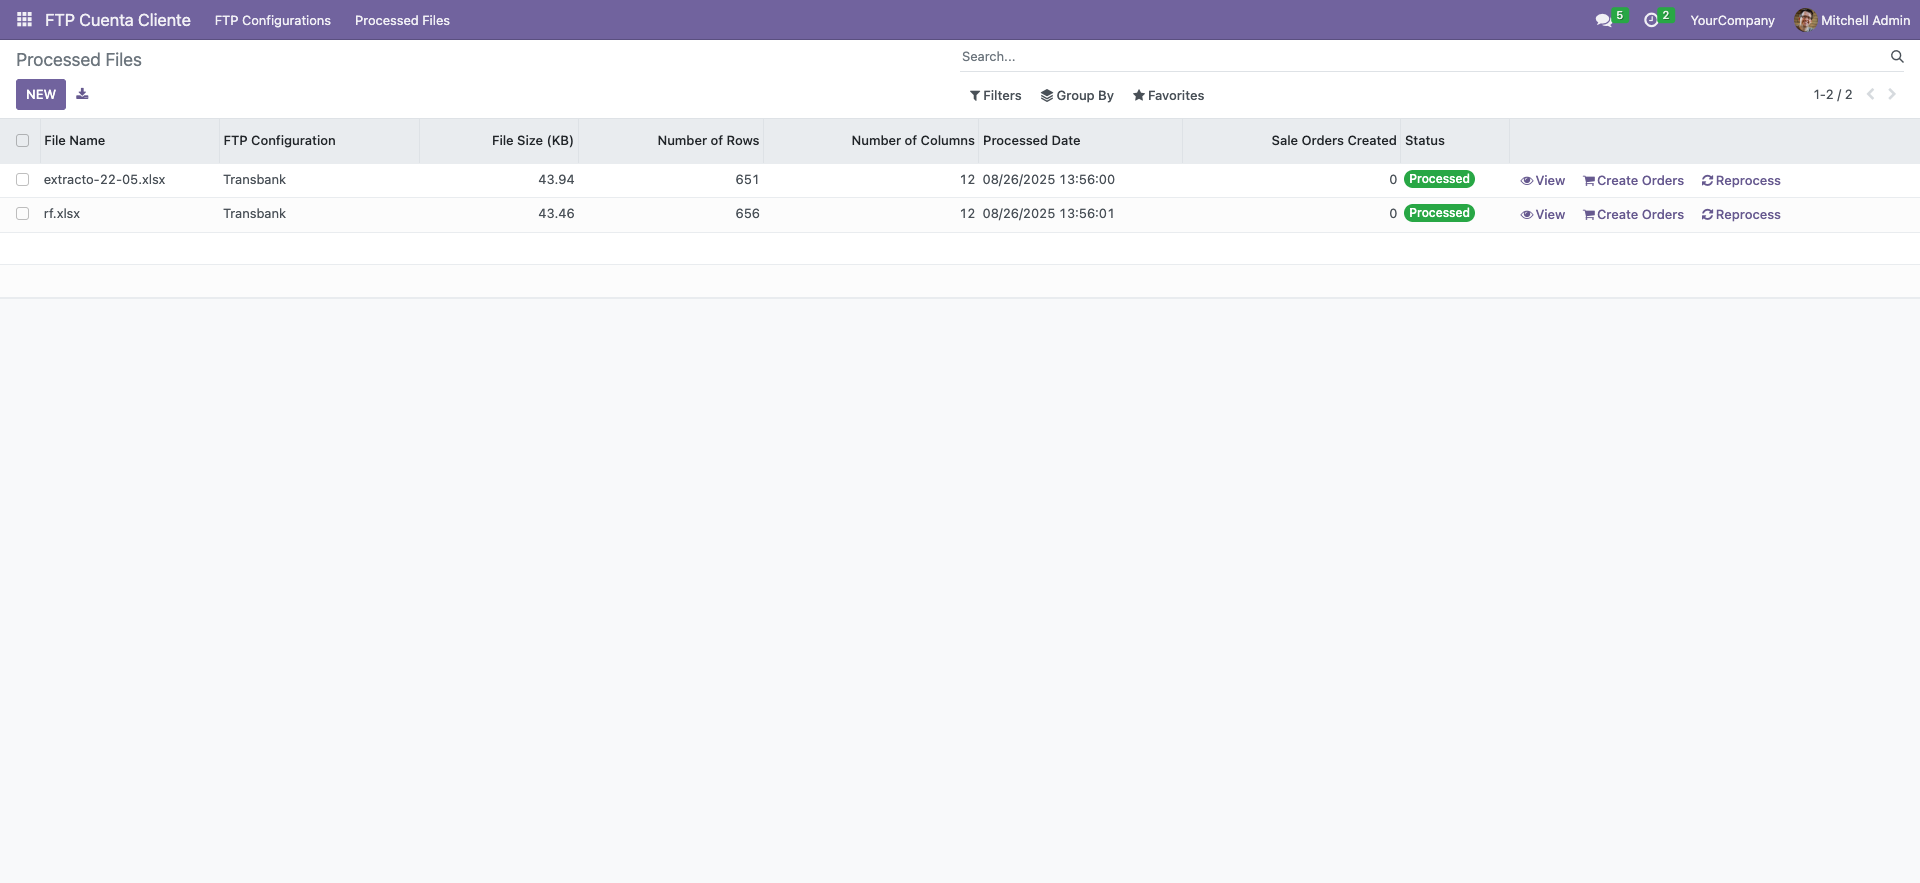 FTP Cuenta Cliente FTP Configurations Processed Files 5 2 YourCompany Mitchell Admin
Processed Files Search...
NEW Filters Group By Favorites 1-2 / 2
File Name FTP Configuration File Size (KB) Number of Rows Number of Columns Processed Date Sale Orders Created Status
extracto-22-05.xlsx Transbank 43.94 651 12 08/26/2025 13:56:00 0 Processed View Create Orders Reprocess
rf.xlsx Transbank 43.46 656 12 08/26/2025 13:56:01 0 Processed View Create Orders Reprocess